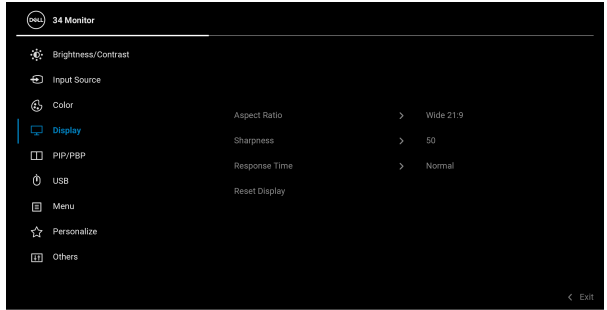 DELL 34 Monitor
Brightness/Contrast
Input Source
Color
Aspect Ratio > Wide 21:9
Display
Sharpness > 50
PIP/PBP
Response Time > Normal
USB
Reset Display
Menu
Personalize
Others
< Exit